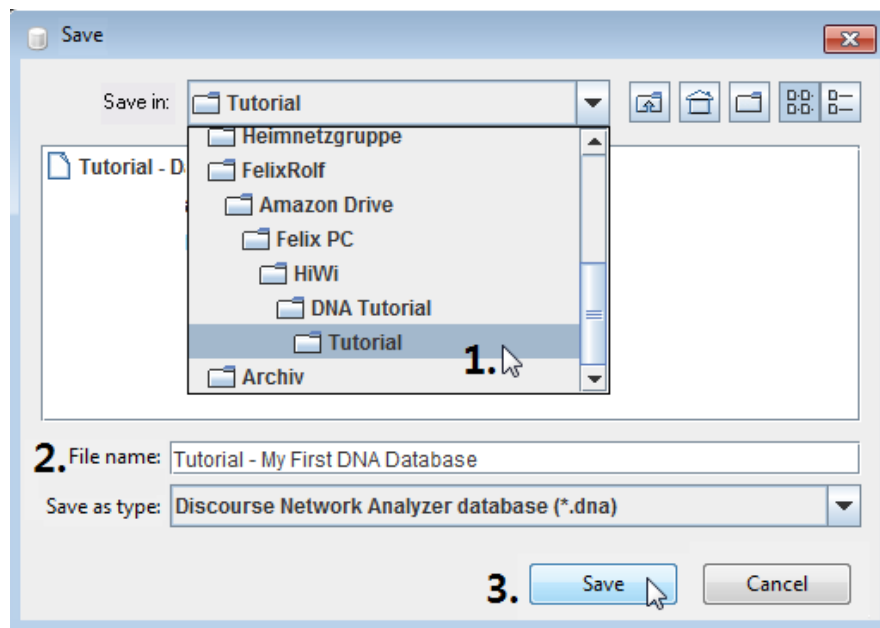 Save
Save in: Tutorial
Heimnetzgruppe
Tutorial - D
FelixRolf
Amazon Drive
Felix PC
HiWi
DNA Tutorial
Tutorial
1.
Archiv
2. File name: Tutorial - My First DNA Database
Save as type: Discourse Network Analyzer database (*.dna)
3. Save Cancel